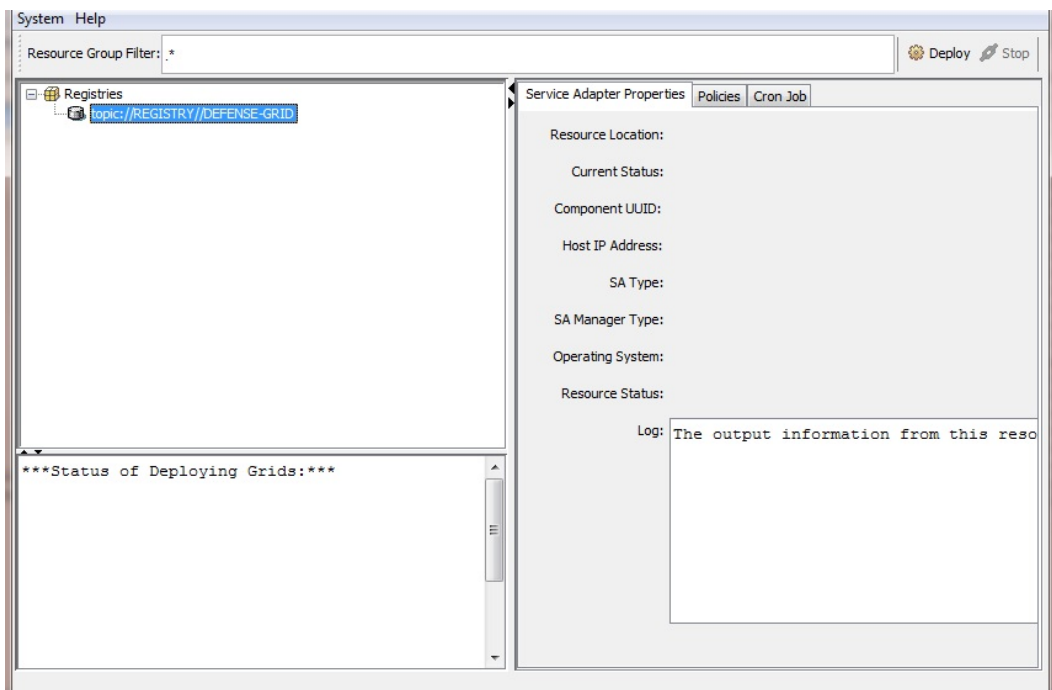 System Help
Resource Group Filter: .*
Deploy Stop
Registries
topic://REGISTRY//DEFENSE-GRID
***Status of Deploying Grids:***
Service Adapter Properties Policies Cron Job
Resource Location:
Current Status:
Component UUID:
Host IP Address:
SA Type:
SA Manager Type:
Operating System:
Resource Status:
Log: The output information from this reso